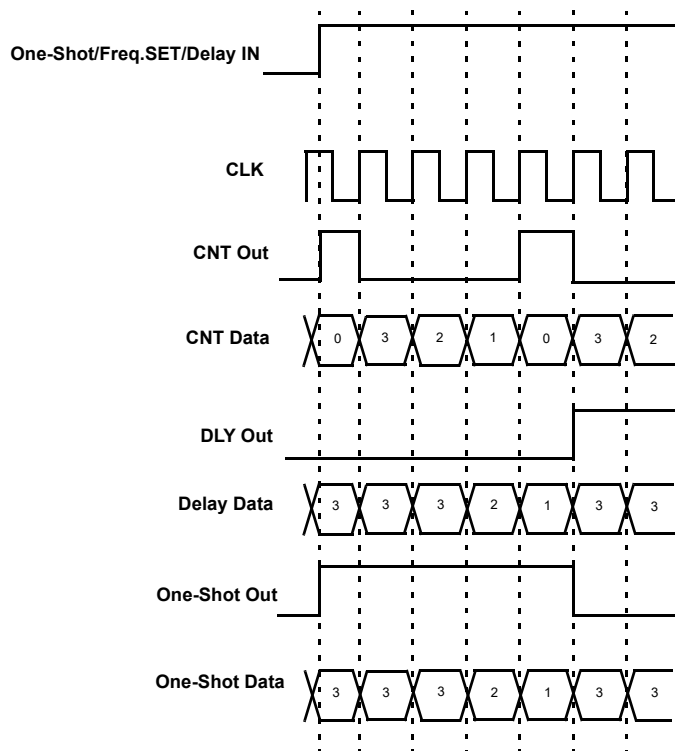 One-Shot/Freq.SET/Delay IN
CLK
CNT Out
CNT Data 0 3 2 1 0 3 2
DLY Out
Delay Data 3 3 3 2 1 3 3
One-Shot Out
One-Shot Data 3 3 3 2 1 3 3